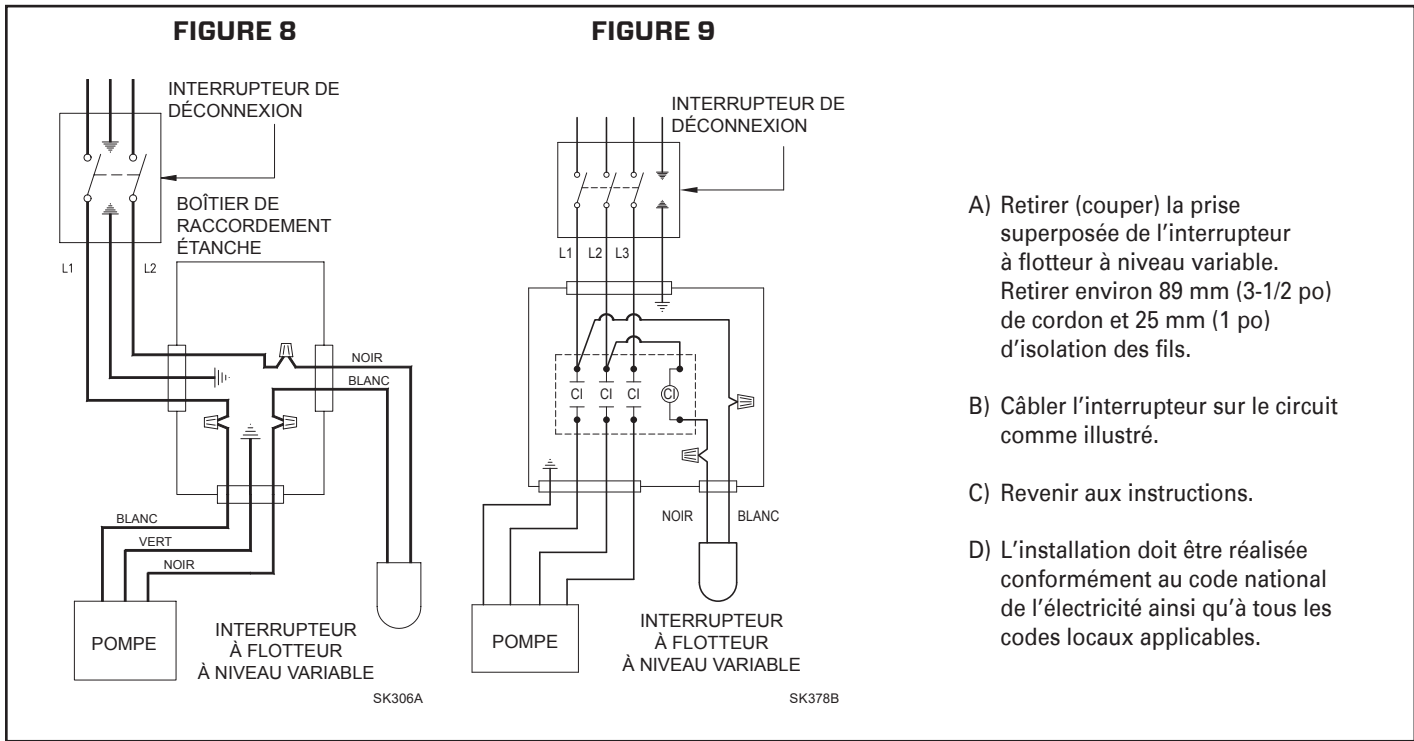 FIGURE 8
INTERRUPTEUR DE
DÉCONNEXION
BOÎTIER DE
RACCORDEMENT
ÉTANCHE
L1
L2
NOIR
BLANC
BLANC
VERT
NOIR
POMPE
INTERRUPTEUR
À FLOTTEUR
À NIVEAU VARIABLE
SK306A
FIGURE 9
INTERRUPTEUR DE
DÉCONNEXION
L1
L2
L3
CI
CI
CI
CI
NOIR
BLANC
POMPE
INTERRUPTEUR
À FLOTTEUR
À NIVEAU VARIABLE
SK378B
A) Retirer (couper) la prise
superposée de l’interrupteur
à flotteur à niveau variable.
Retirer environ 89 mm (3-1/2 po)
de cordon et 25 mm (1 po)
d’isolation des fils.
B) Câbler l’interrupteur sur le circuit
comme illustré.
C) Revenir aux instructions.
D) L’installation doit être réalisée
conformément au code national
de l’électricité ainsi qu’à tous les
codes locaux applicables.